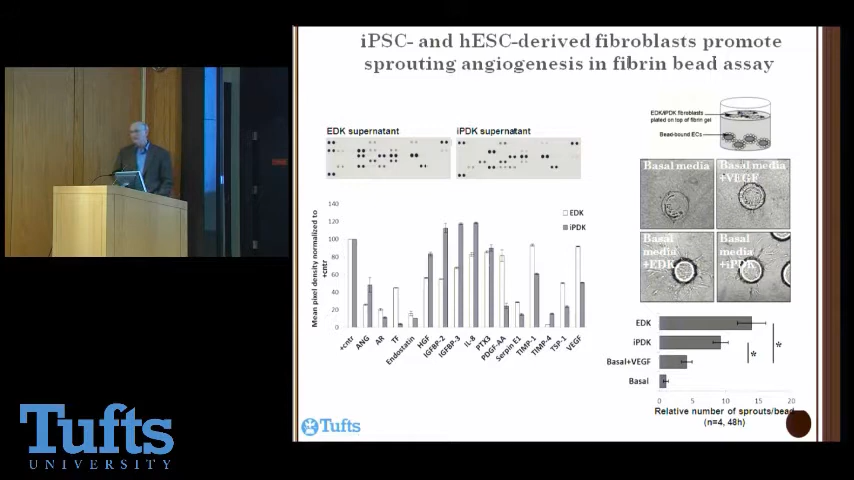 iPSC- and hESC-derived fibroblasts promote
sprouting angiogenesis in fibrin bead assay
EDK supernatant
iPDK supernatant
EDK/iPDK fibroblasts
plated on top of fibrin gel
Bead-bound ECs
Basal media
Basal media
+VEGF
Basal
media
+EDK
Basal
media
+iPDK
Mean pixel density normalized to
+cntr
140
120
100
80
60
40
20
0
EDK
iPDK
+cntr
ANG
AR
TF
Endostatin
HGF
IGFBP-2
IGFBP-3
IL-8
PTX3
PDGF-AA
Serpin E1
TIMP-1
TIMP-4
TSP-1
VEGF
EDK
iPDK
Basal+VEGF
Basal
*
*
0
5
10
15
20
Relative number of sprouts/bead
(n=4, 48h)
Tufts
Tufts
UNIVERSITY